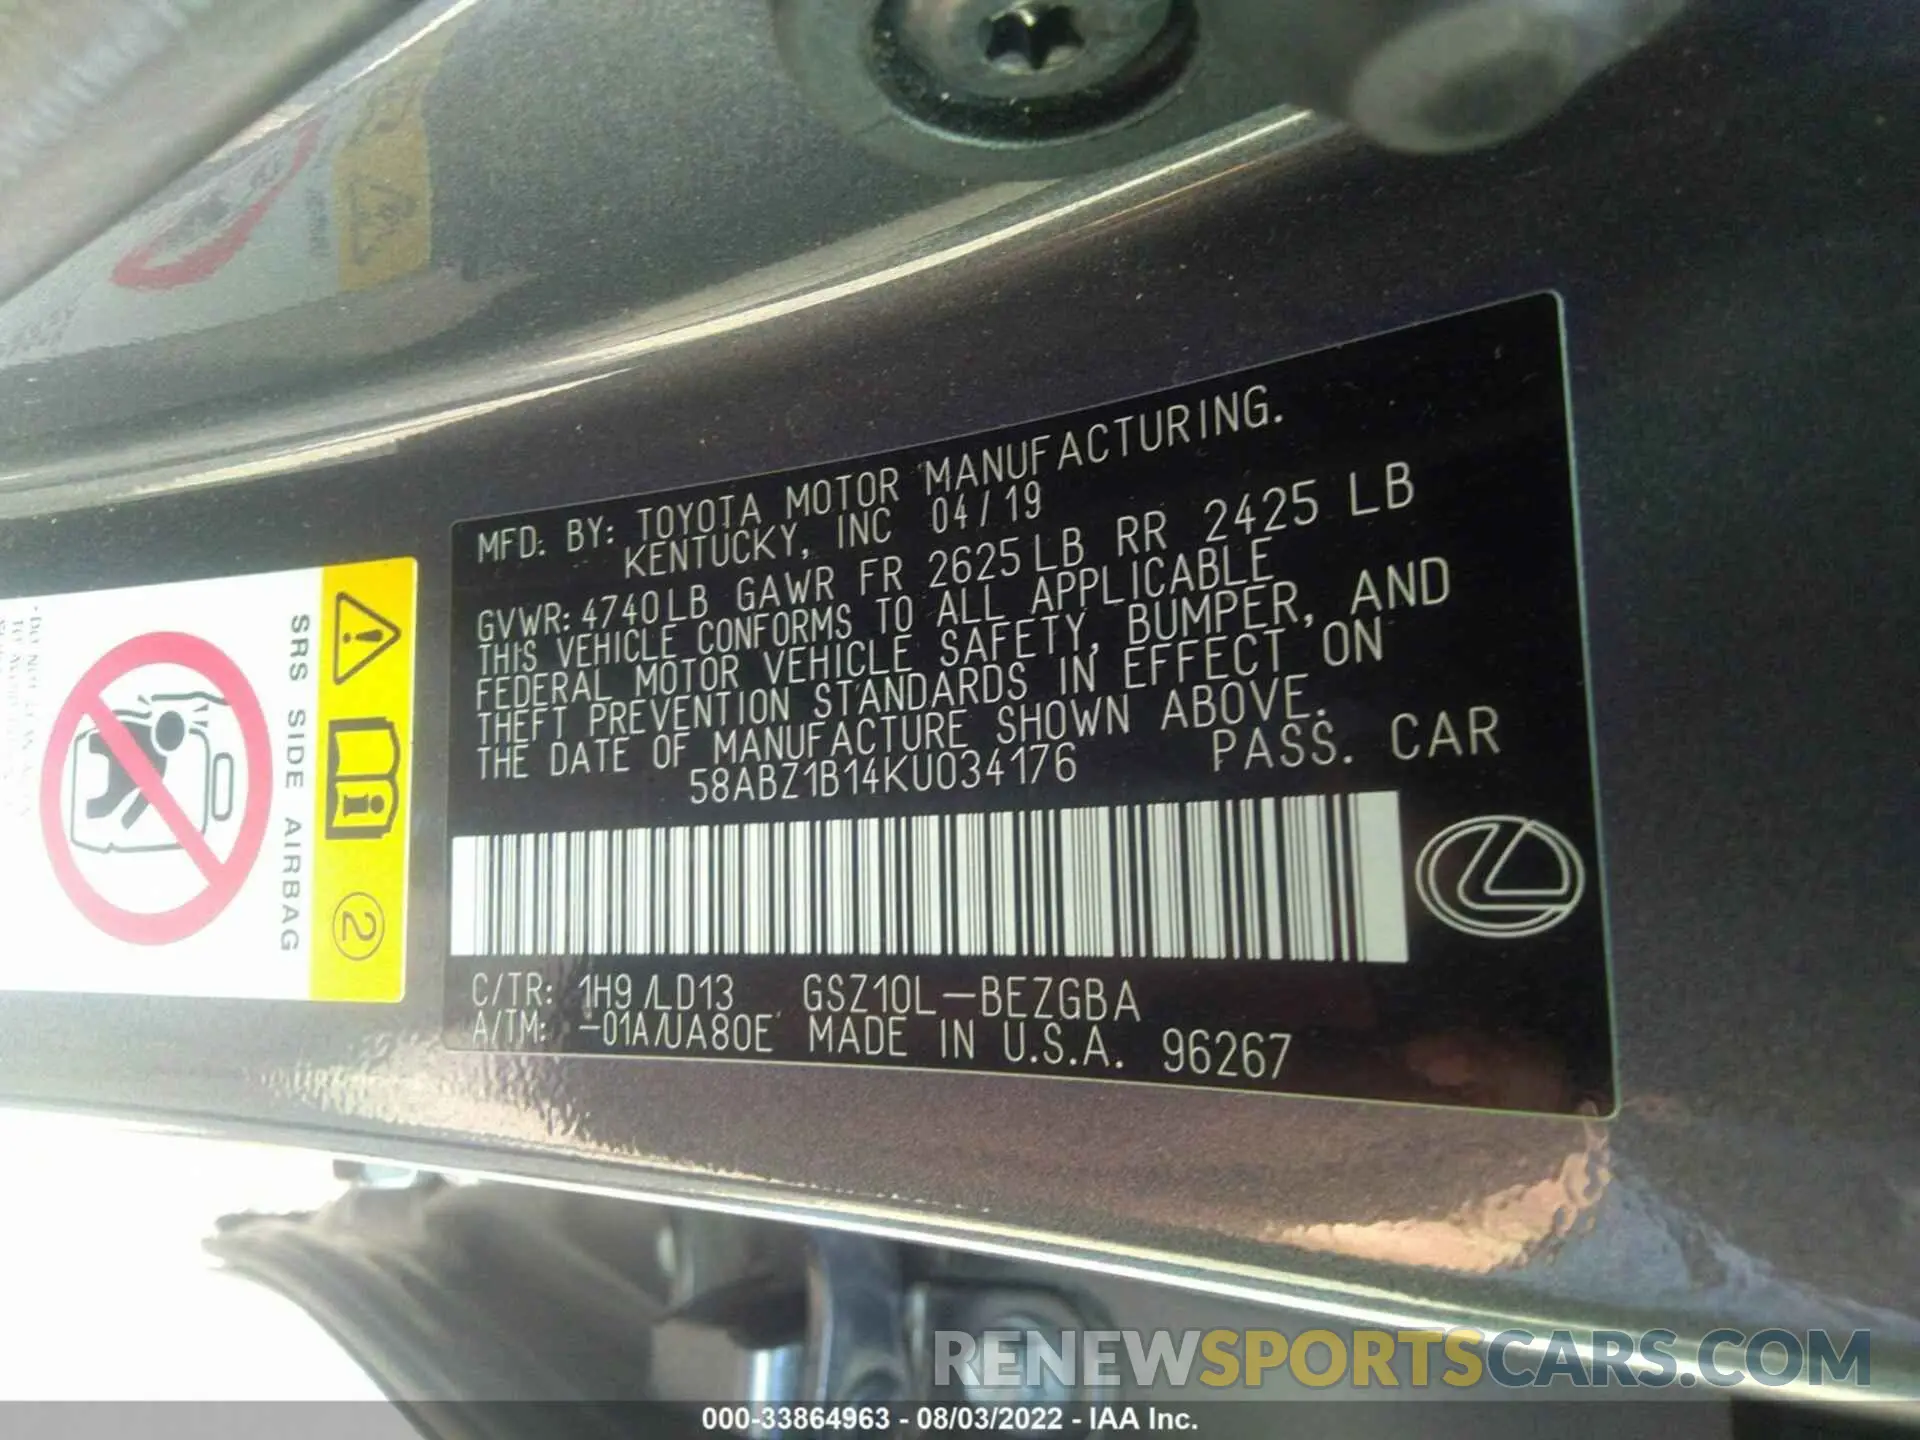 MFD. BY: TOYOTA MOTOR MANUFACTURING.
KENTUCKY, INC 04/19
GVWR: 4740LB GAWR FR 2625LB RR 2425 LB
THIS VEHICLE CONFORMS TO ALL APPLICABLE
FEDERAL MOTOR VEHICLE SAFETY, BUMPER, AND
THEFT PREVENTION STANDARDS IN EFFECT ON
THE DATE OF MANUFACTURE SHOWN ABOVE.
58ABZ1B14KU034176 PASS. CAR
C/TR: 1H9/LD13 GSZ10L-BEZGBA
A/TM: -01A/UA80E MADE IN U.S.A. 96267
SRS SIDE AIRBAG
2
RENEWSPORTSCARS.COM
000-33864963 - 08/03/2022 - IAA Inc.